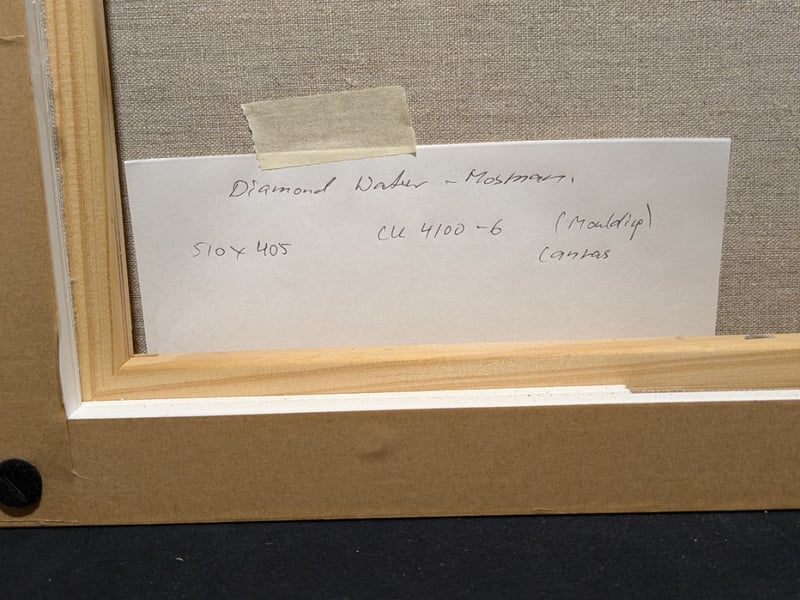 Diamond Water - Mosman.
510 x 405 CU 4100 - 6 (Moulding)
Canvas